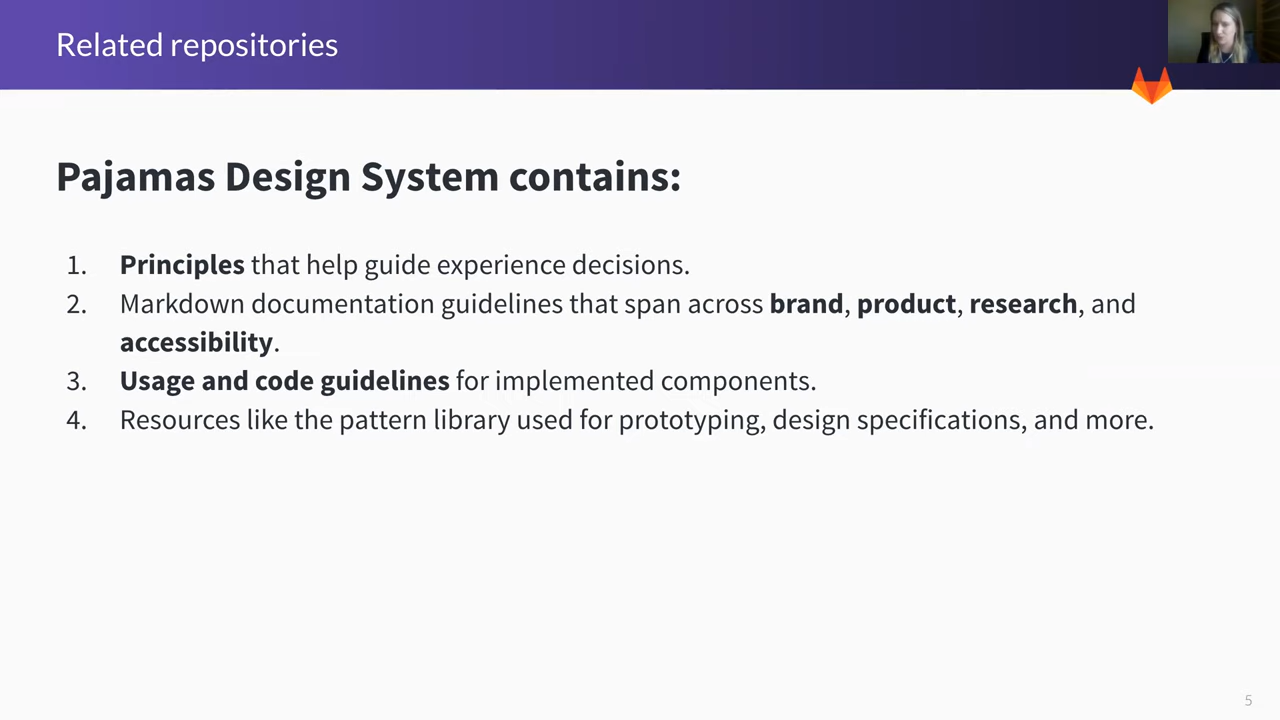 Related repositories
Pajamas Design System contains:
1. Principles that help guide experience decisions.
2. Markdown documentation guidelines that span across brand, product, research, and
accessibility.
3. Usage and code guidelines for implemented components.
4. Resources like the pattern library used for prototyping, design specifications, and more.
5